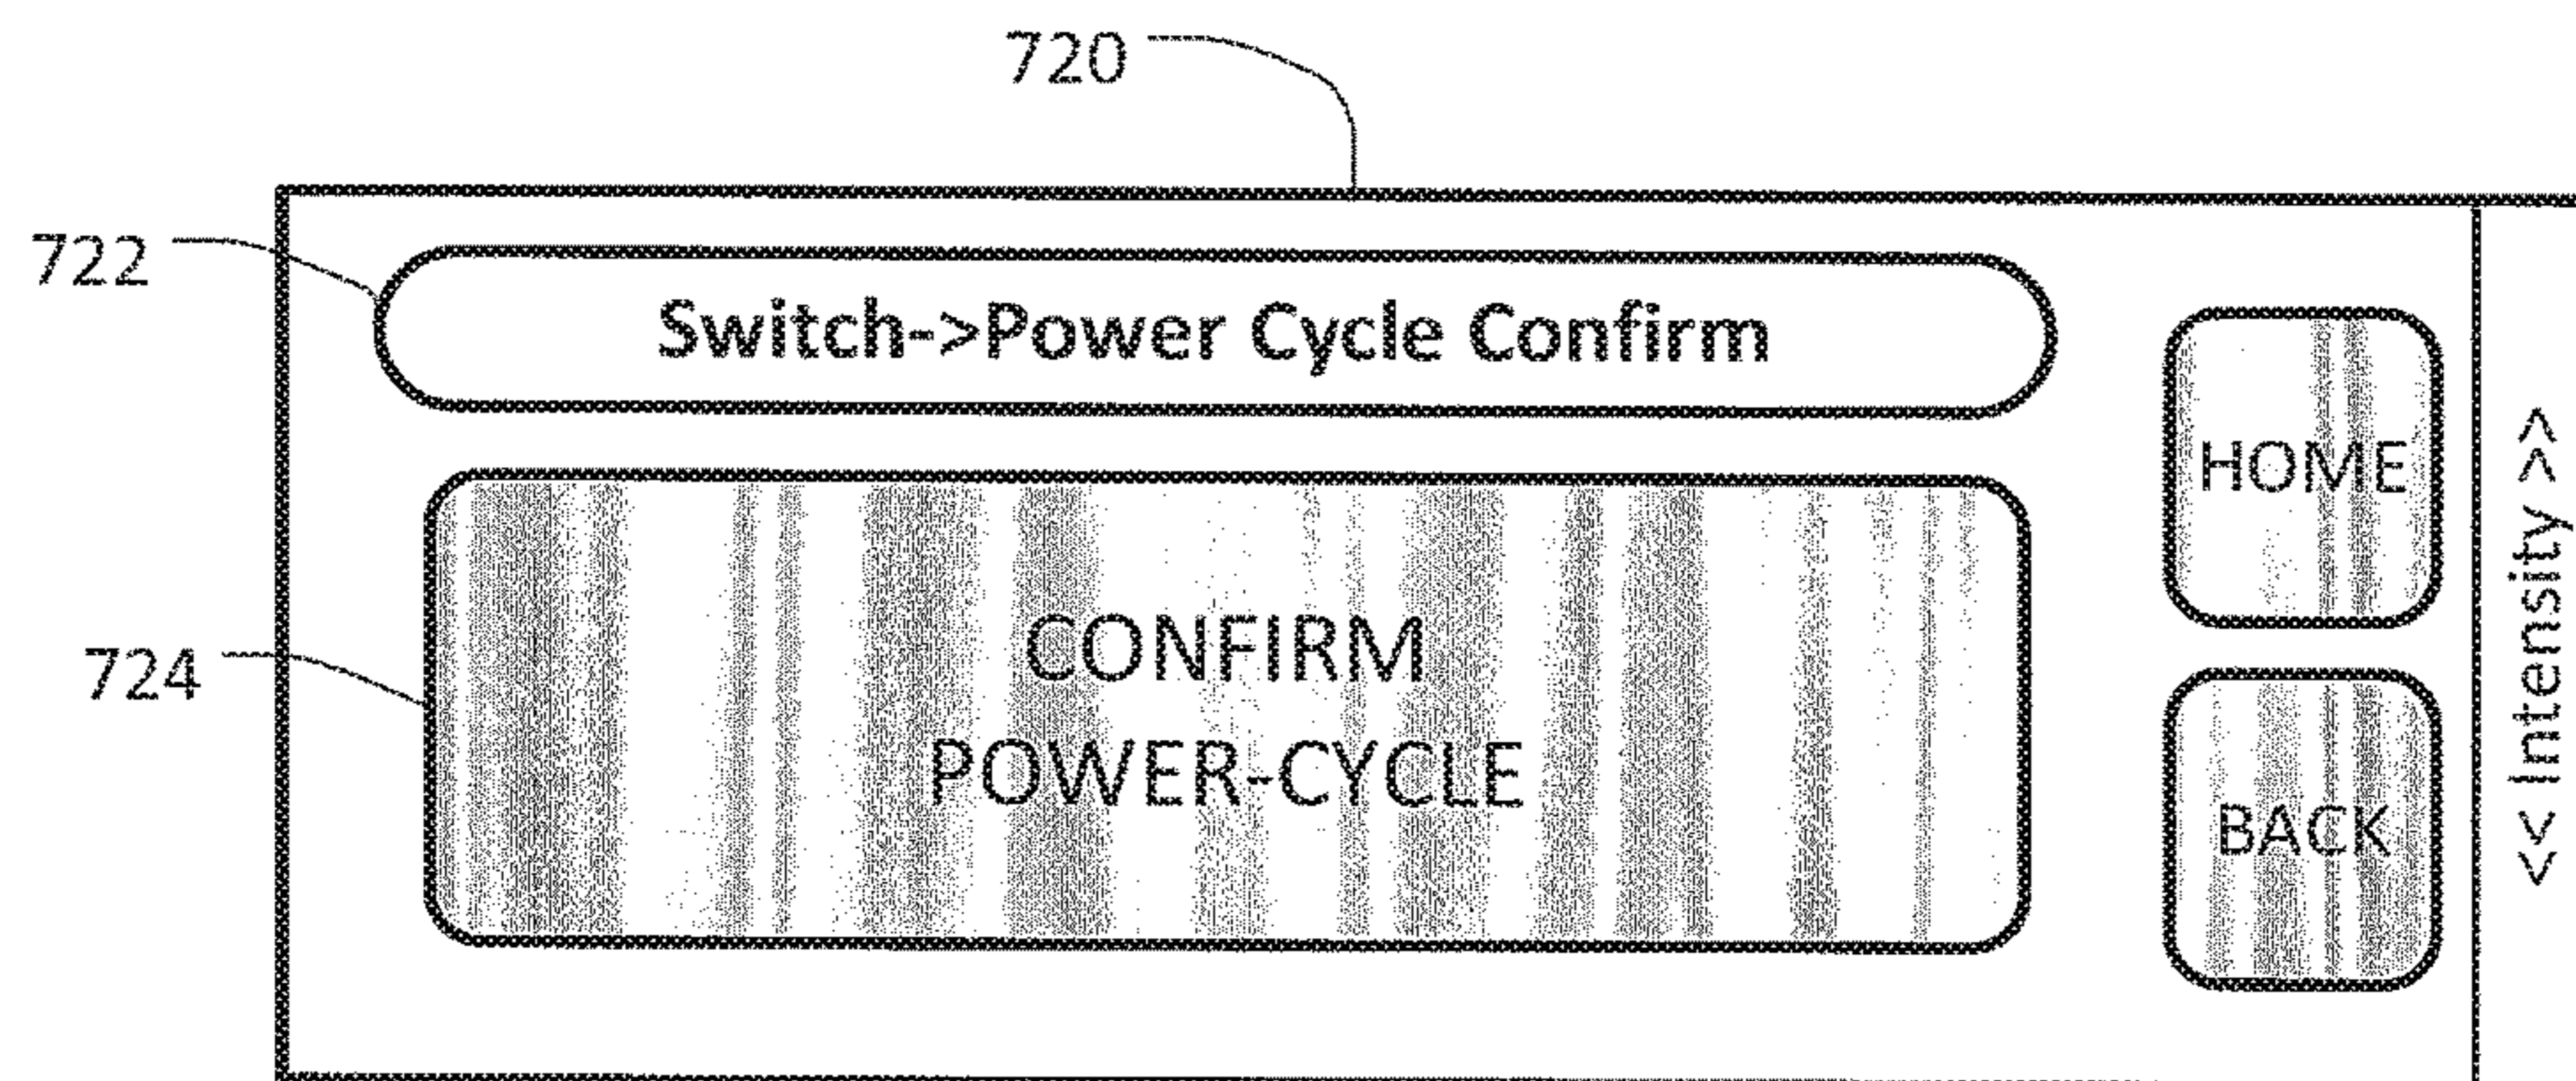 720
722
Switch->Power Cycle Confirm
HOME
<< Intensity >>
724
CONFIRM
POWER-CYCLE
BACK